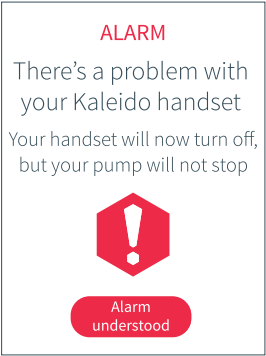 ALARM
There’s a problem with
your Kaleido handset
Your handset will now turn off,
but your pump will not stop
Alarm
understood